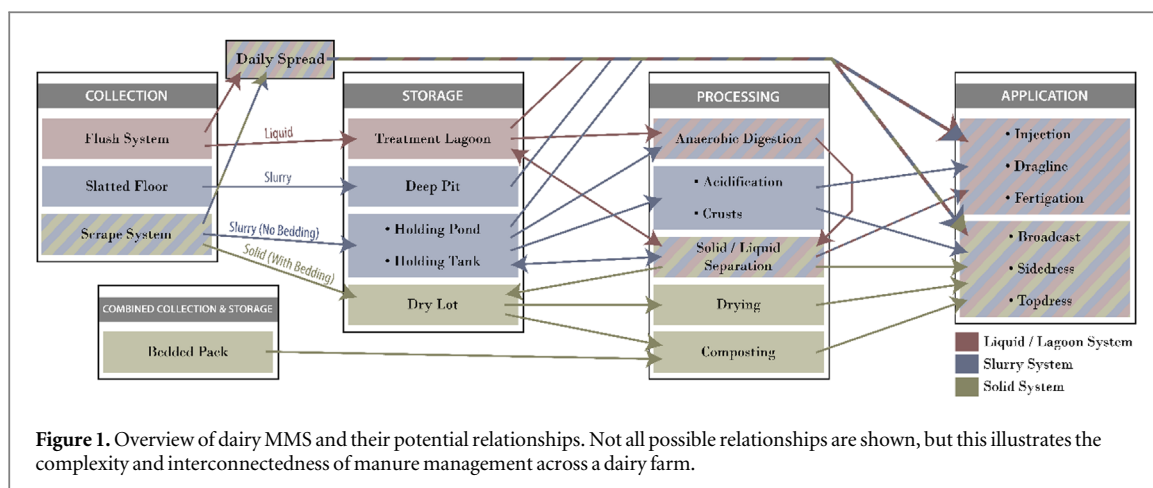 Daily Spread
COLLECTION
Flush System
Slatted Floor
Scrape System
Liquid
Slurry
Slurry (No Bedding)
Solid (With Bedding)
COMBINED COLLECTION & STORAGE
Bedded Pack
STORAGE
Treatment Lagoon
Deep Pit
• Holding Pond
• Holding Tank
Dry Lot
PROCESSING
Anaerobic Digestion
• Acidification
• Crusts
Solid / Liquid
Separation
Drying
Composting
APPLICATION
• Injection
• Dragline
• Fertigation
• Broadcast
• Sidedress
• Topdress
Liquid / Lagoon System
Slurry System
Solid System
Figure 1. Overview of dairy MMS and their potential relationships. Not all possible relationships are shown, but this illustrates the
complexity and interconnectedness of manure management across a dairy farm.